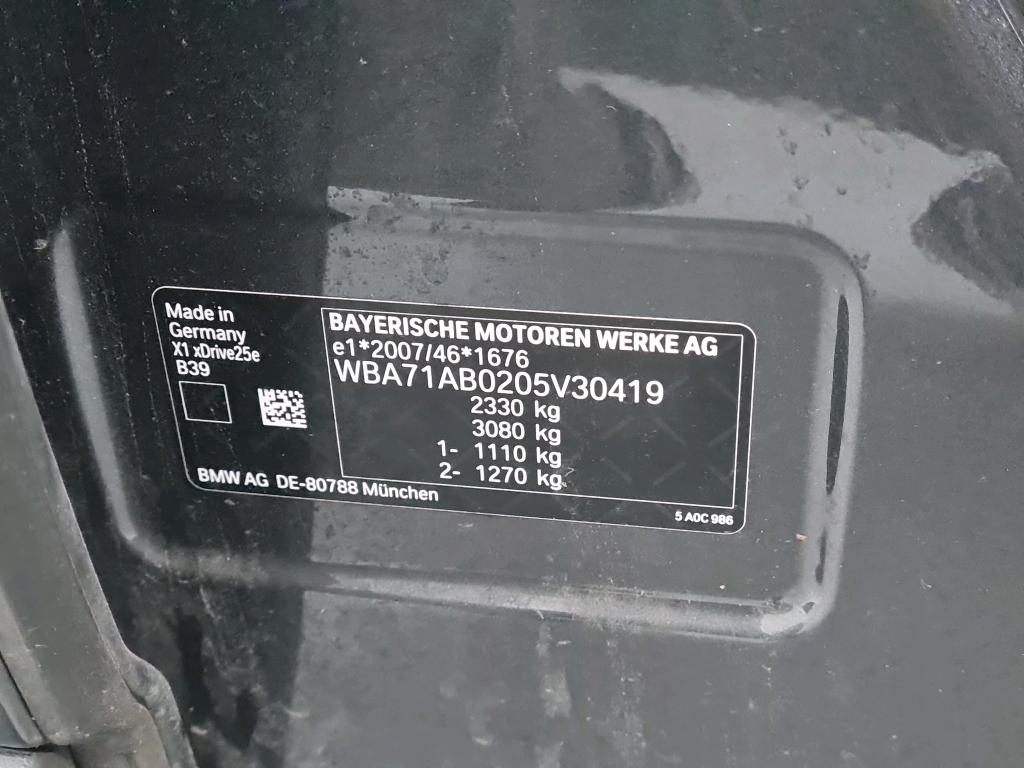 Made in
Germany
X1 xDrive25e
B39
BAYERISCHE MOTOREN WERKE AG
e1*2007/46*1676
WBA71AB0205V30419
2330 kg
3080 kg
1- 1110 kg
2- 1270 kg
BMW AG DE-80788 München
5 A0C 986